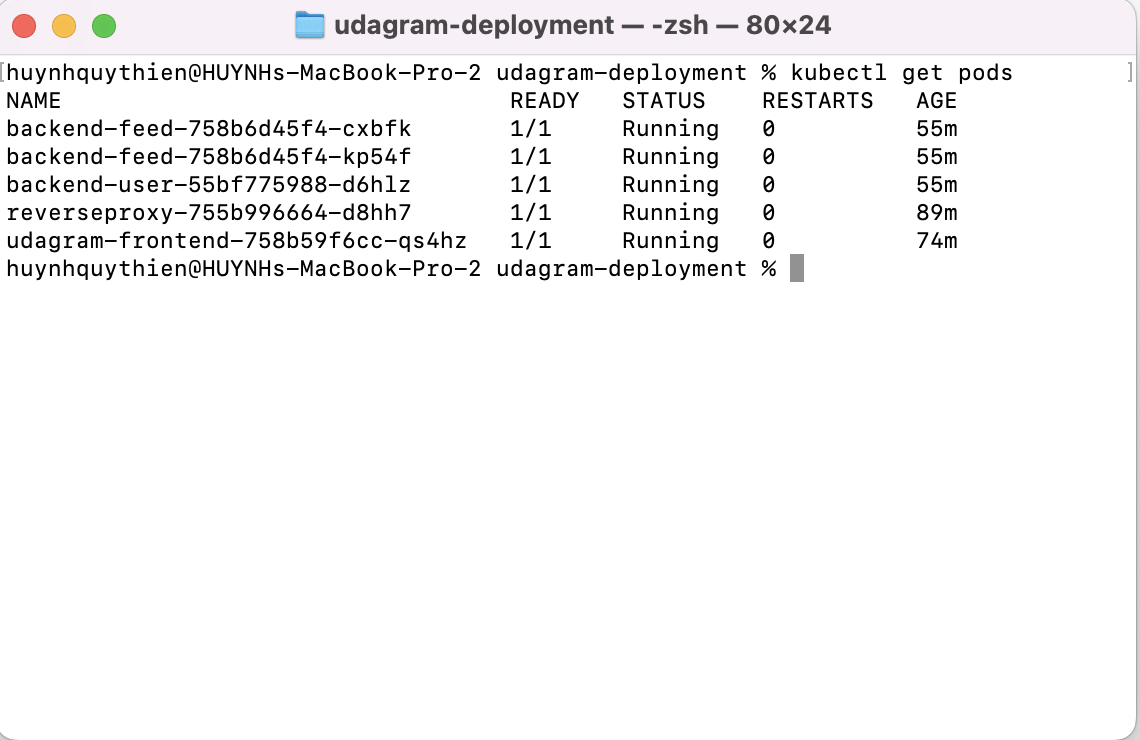 udagram-deployment — -zsh — 80×24
[huynhquythien@HUYNHs-MacBook-Pro-2 udagram-deployment % kubectl get pods ]
NAME READY STATUS RESTARTS AGE
backend-feed-758b6d45f4-cxbfk 1/1 Running 0 55m
backend-feed-758b6d45f4-kp54f 1/1 Running 0 55m
backend-user-55bf775988-d6hlz 1/1 Running 0 55m
reverseproxy-755b996664-d8hh7 1/1 Running 0 89m
udagram-frontend-758b59f6cc-qs4hz 1/1 Running 0 74m
huynhquythien@HUYNHs-MacBook-Pro-2 udagram-deployment %